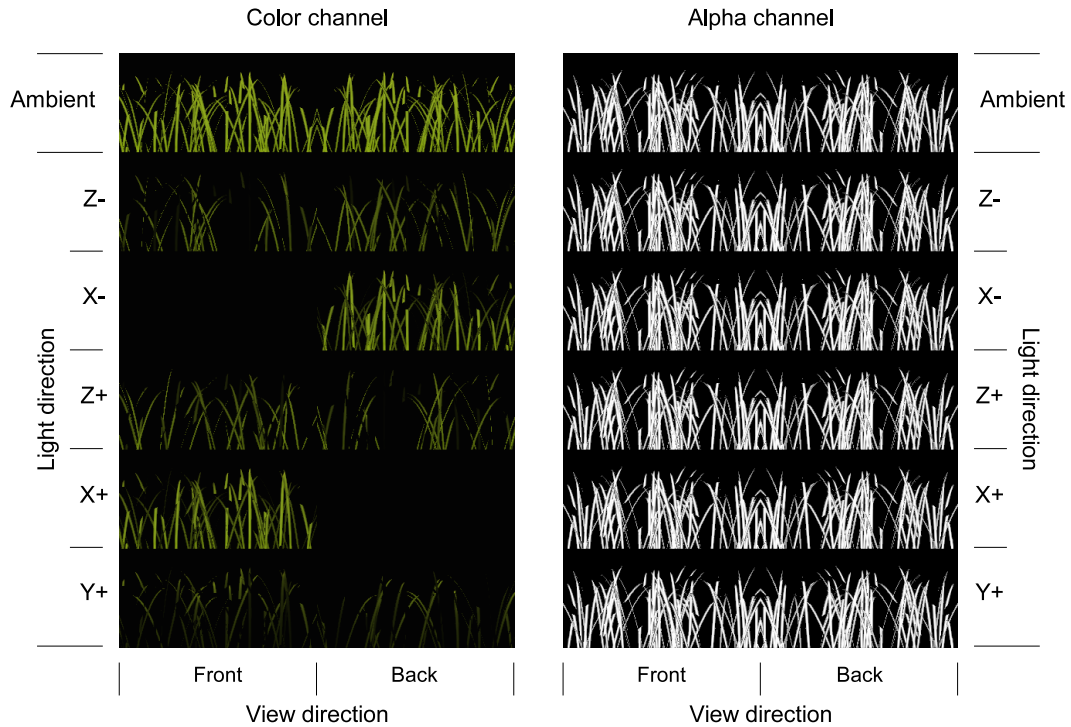 Color channel
Alpha channel
Ambient
Ambient
Z-
Z-
X-
X-
Light direction
Light direction
Z+
Z+
X+
X+
Y+
Y+
Front
Back
Front
Back
View direction
View direction